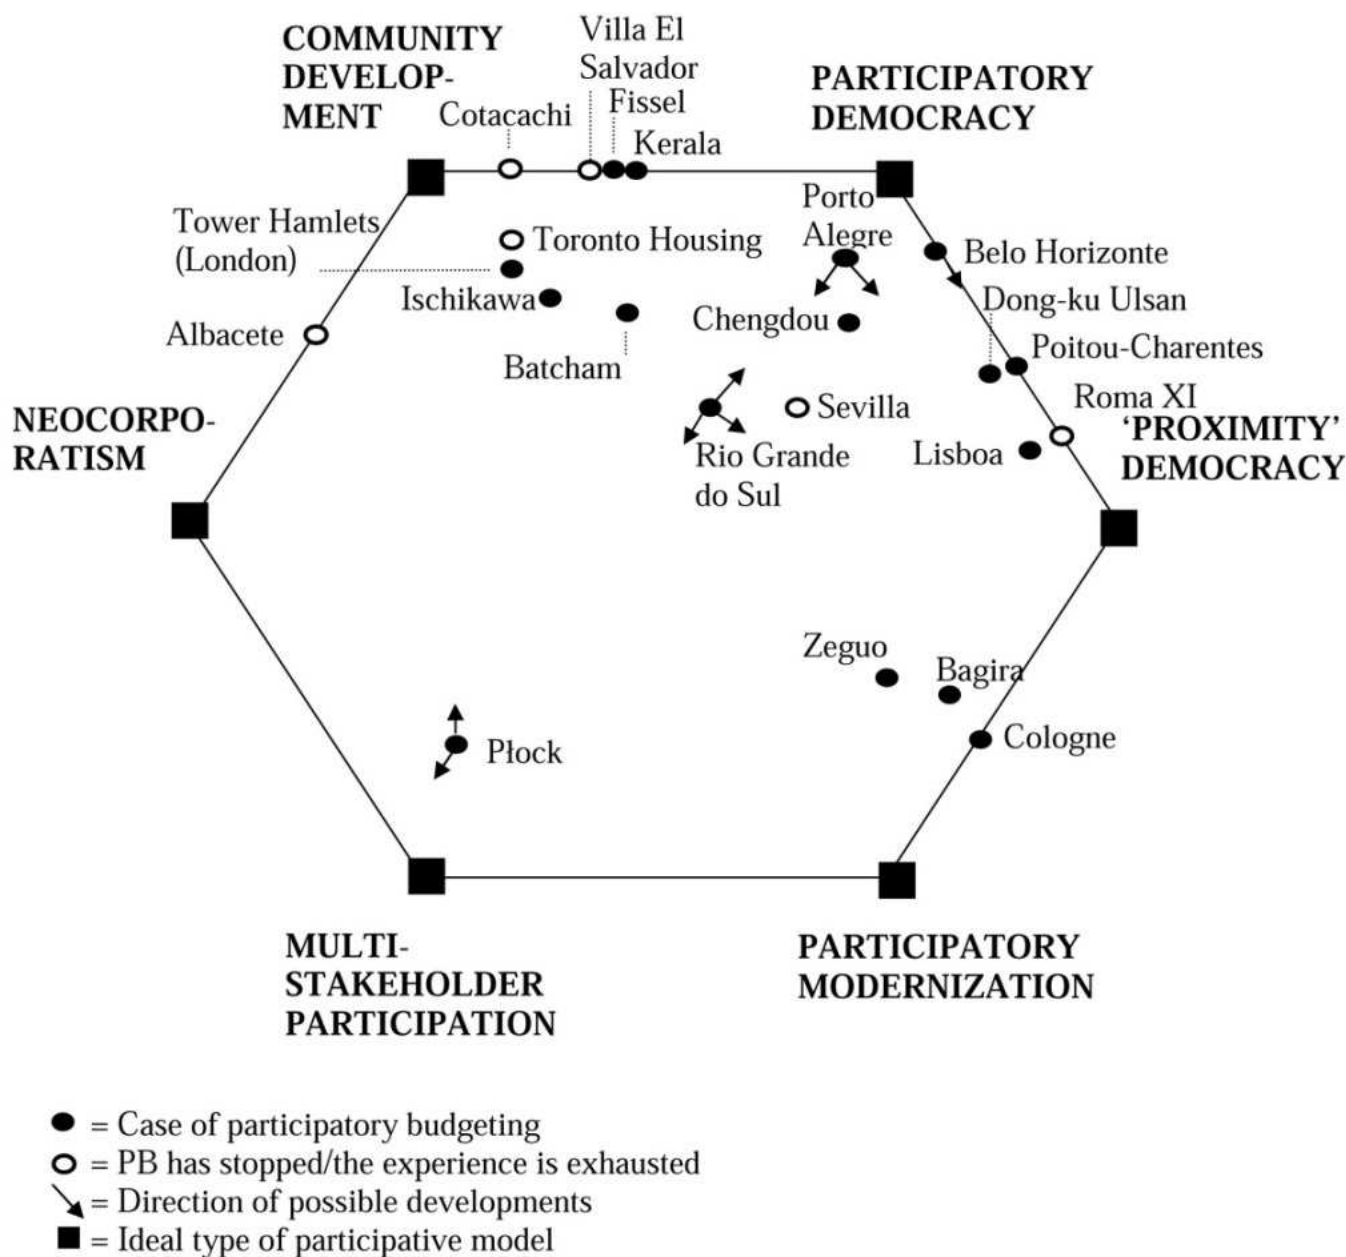 COMMUNITY
DEVELOP-
MENT
Villa El
Salvador
Fissel
Cotacachi
Kerala
PARTICIPATORY
DEMOCRACY
Porto
Alegre
Tower Hamlets
(London)
Toronto Housing
Belo Horizonte
Ischikawa
Dong-ku Ulsan
Chengdou
Albacete
Poitou-Charentes
Batcham
Roma XI
Sevilla
NEOCORPO-
RATISM
'PROXIMITY'
DEMOCRACY
Lisboa
Rio Grande
do Sul
Zeguo
Bagira
Cologne
Płock
MULTI-
STAKEHOLDER
PARTICIPATION
PARTICIPATORY
MODERNIZATION
= Case of participatory budgeting
= PB has stopped/the experience is exhausted
= Direction of possible developments
= Ideal type of participative model